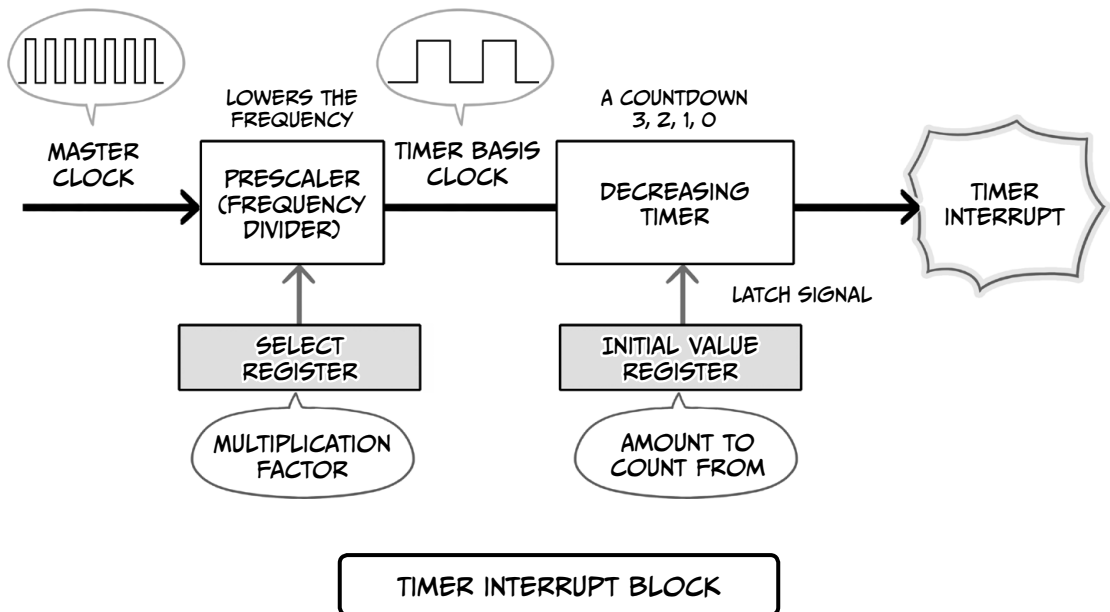 LOWERS THE
FREQUENCY
A COUNTDOWN
3, 2, 1, 0
MASTER
CLOCK
PRESCALER
(FREQUENCY
DIVIDER)
TIMER BASIS
CLOCK
DECREASING
TIMER
TIMER
INTERRUPT
LATCH SIGNAL
SELECT
REGISTER
INITIAL VALUE
REGISTER
MULTIPLICATION
FACTOR
AMOUNT TO
COUNT FROM
TIMER INTERRUPT BLOCK